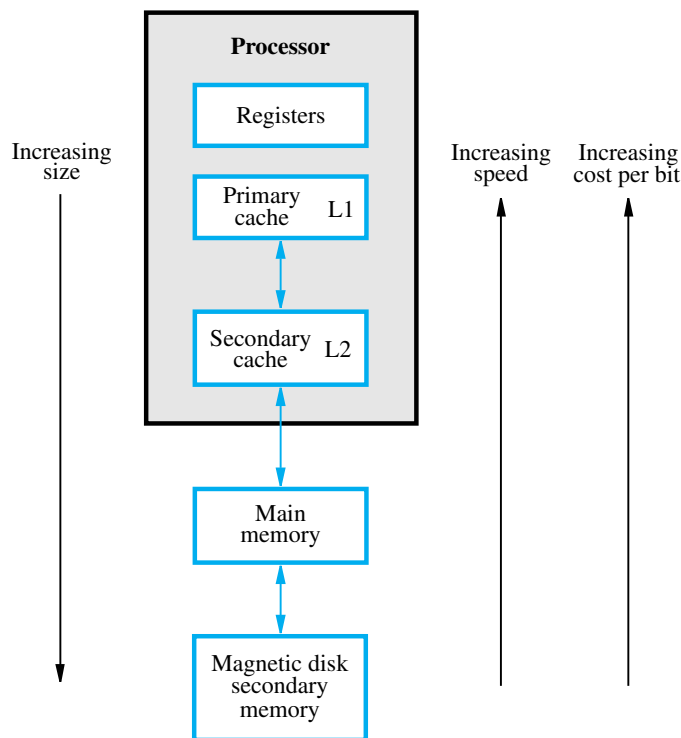 Processor
Registers
Increasing
size
Increasing
speed
Increasing
cost per bit
Primary
cache L1
Secondary
cache L2
Main
memory
Magnetic disk
secondary
memory